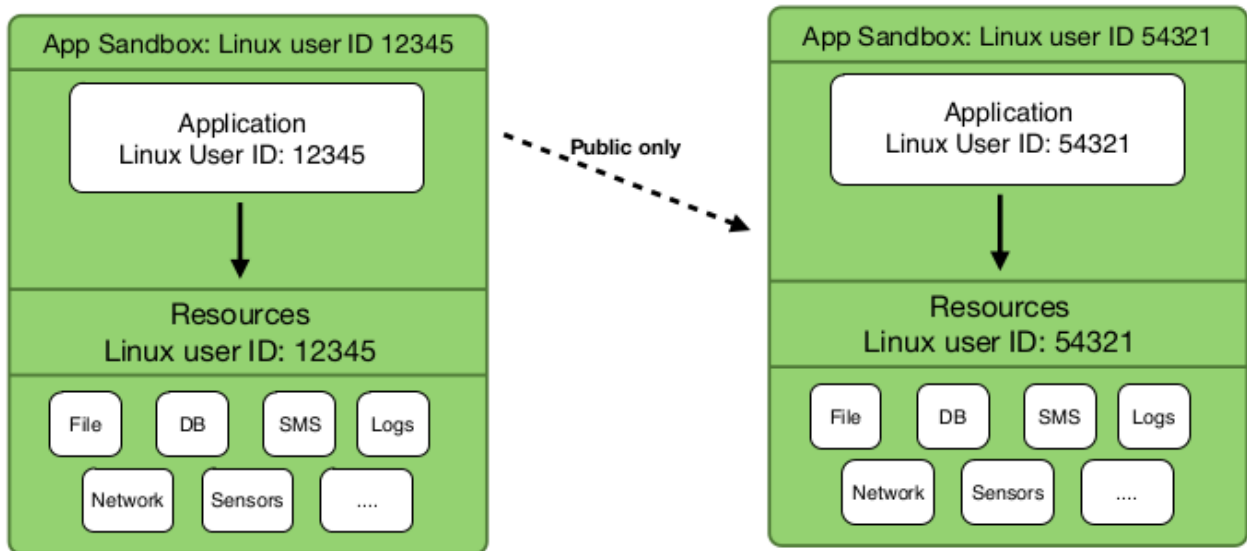 App Sandbox: Linux user ID 12345
Application
Linux User ID: 12345
Resources
Linux user ID: 12345
File
DB
SMS
Logs
Network
Sensors
....
Public only
App Sandbox: Linux user ID 54321
Application
Linux User ID: 54321
Resources
Linux user ID: 54321
File
DB
SMS
Logs
Network
Sensors
....